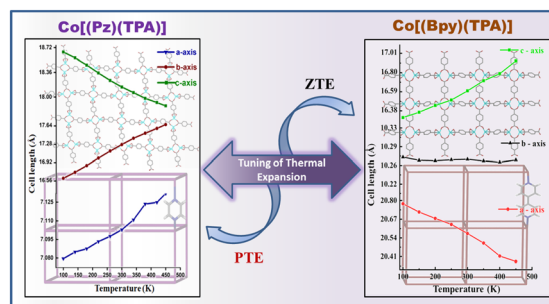 Co[(Pz)(TPA)]
18.72
18.36
18.00
17.64
17.28
16.92
16.56
7.125
7.110
7.095
7.080
100 150 200 250 300 350 400 450 500
Cell length (Å)
Temperature (K)
a-axis
b-axis
c-axis
ZTE
Tuning of Thermal
Expansion
PTE
Co[(Bpy)(TPA)]
17.01
16.80
16.59
16.38
10.33
10.26
10.22
20.80
20.67
20.54
20.41
100 150 200 250 300 350 400 450 500
Cell length (Å)
Temperature (K)
c - axis
b - axis
a - axis